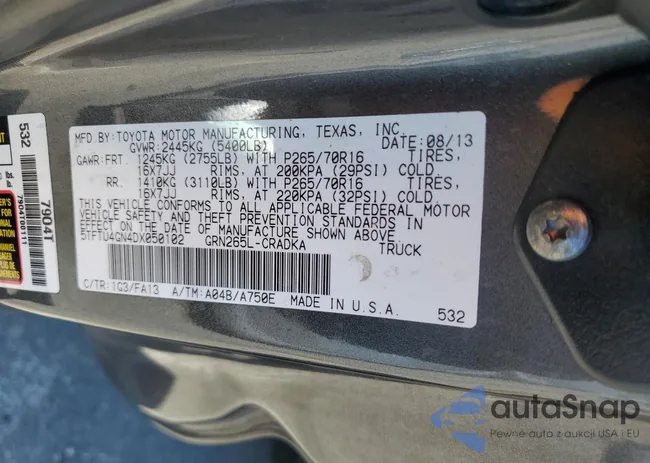 MFD.BY:TOYOTA MOTOR MANUFACTURING, TEXAS, INC.
GVWR:2445KG (5400LB) DATE:08/13
GAWR:FRT. 1245KG (2755LB) WITH P265/70R16 TIRES,
16X7JJ RIMS, AT 200KPA (29PSI) COLD
RR. 1410KG (3110LB) WITH P265/70R16 TIRES,
16X7JJ RIMS, AT 220KPA (32PSI) COLD
THIS VEHICLE CONFORMS TO ALL APPLICABLE FEDERAL MOTOR
VEHICLE SAFETY AND THEFT PREVENTION STANDARDS IN
EFFECT ON THE DATE OF MANUFACTURE SHOWN ABOVE
5TFTU4GN4DX050102 GRN265L-CRADKA TRUCK
C/TR:1G3/FA13 A/TM:A04B/A750E MADE IN U.S.A. 532
532
7904T
7904100111
MANUEL
autaSnap
Pewne auto z aukcji USA i EU